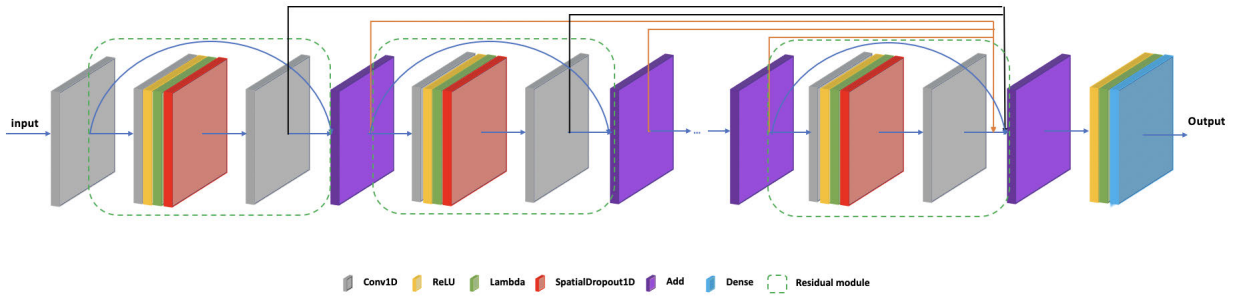 input
...
Output
Conv1D ReLU Lambda SpatialDropout1D Add Dense Residual module